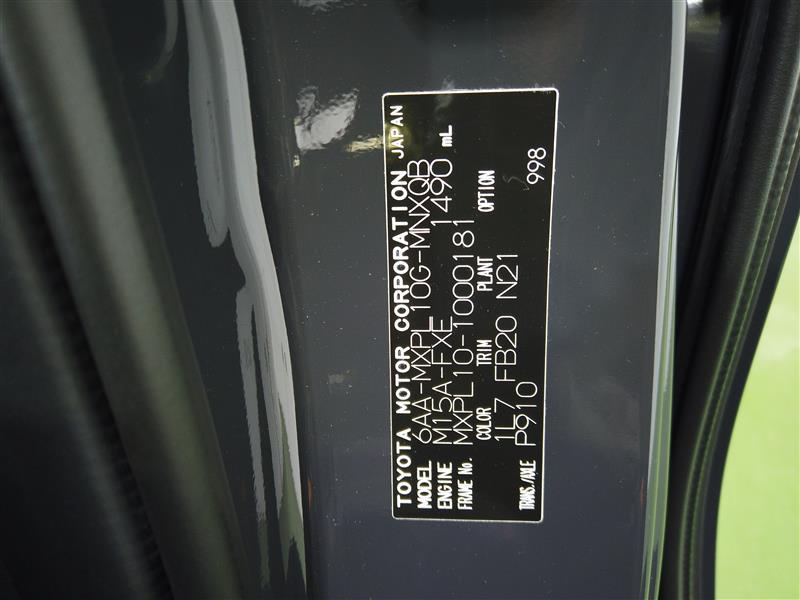 TOYOTA MOTOR CORPORATION JAPAN
MODEL 6AA-MXPL10G-MNXQB
ENGINE M15A-FXE 1490 mL
FRAME No. MXPL10-1000181
COLOR TRIM PLANT OPTION
1L7 FB20 N21 998
P910
TRANS./AXLE